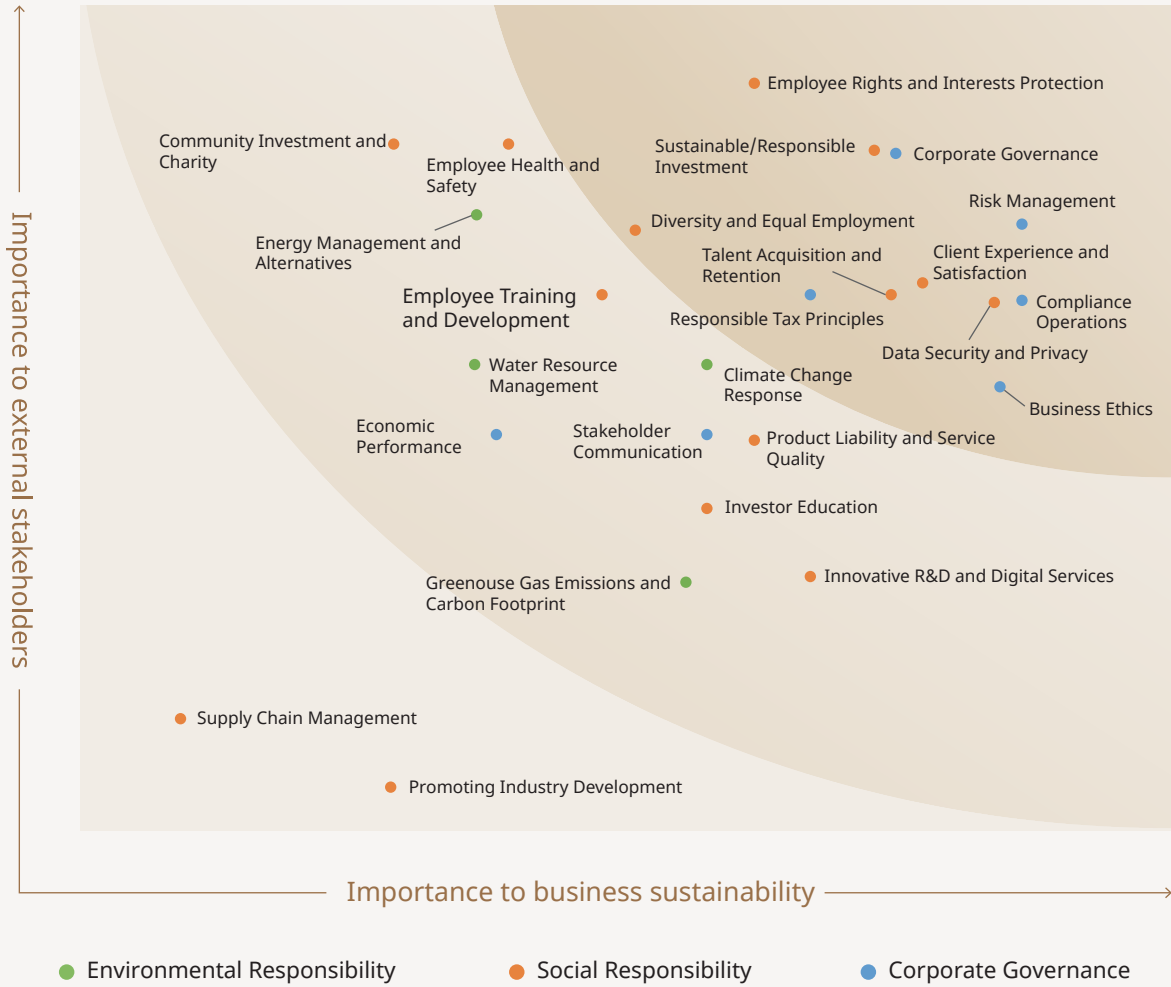 Employee Rights and Interests Protection
Community Investment and
Charity
Employee Health and
Safety
Sustainable/Responsible
Investment
Corporate Governance
Risk Management
Diversity and Equal Employment
Energy Management and
Alternatives
Talent Acquisition and
Retention
Client Experience and
Satisfaction
Employee Training
and Development
Responsible Tax Principles
Compliance
Operations
Data Security and Privacy
Water Resource
Management
Climate Change
Response
Business Ethics
Economic
Performance
Stakeholder
Communication
Product Liability and Service
Quality
Investor Education
Greenouse Gas Emissions and
Carbon Footprint
Innovative R&D and Digital Services
Supply Chain Management
Promoting Industry Development
Importance to external stakeholders
Importance to business sustainability
Environmental Responsibility
Social Responsibility
Corporate Governance